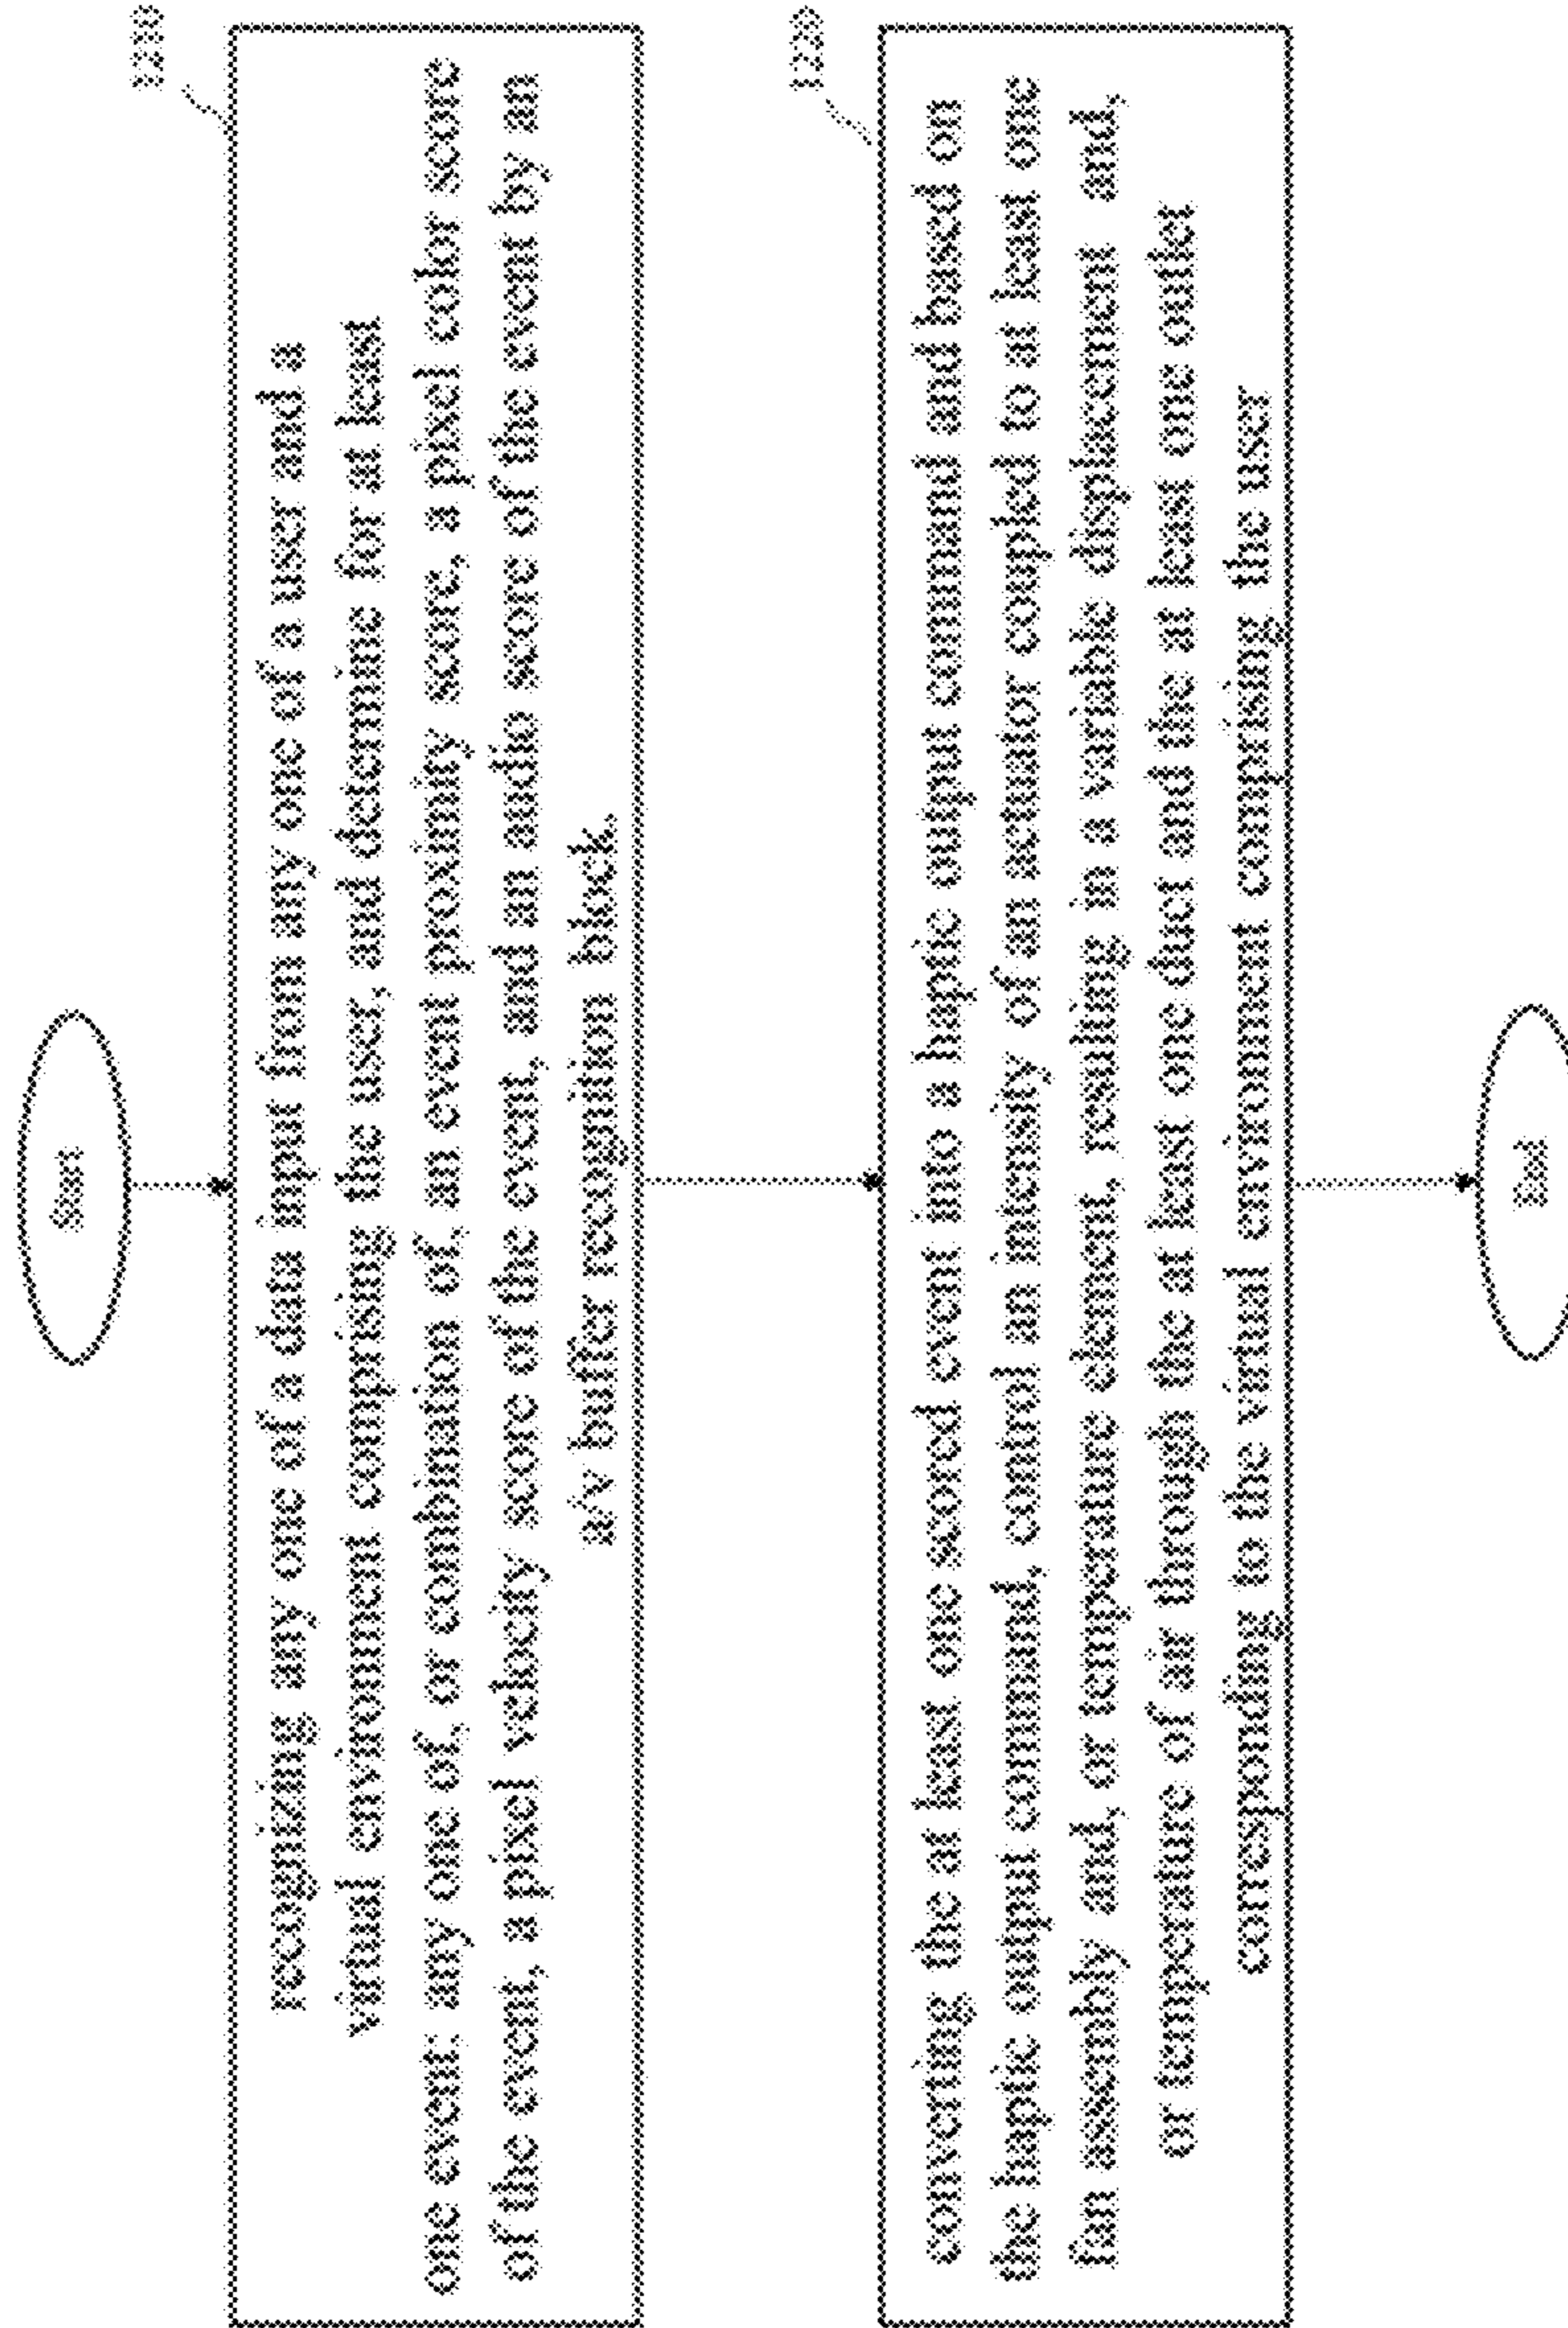 Start
1210
recognizing any one of a data input from any one of a user and a
virtual environment comprising the user, and determine for at least
one event: any one of, or combination of, an event proximity score, a pixel color score
of the event, a pixel velocity score of the event, and an audio score of the event by an
a/v buffer recognition block.
1220
converting the at least one scored event into a haptic output command and based on
the haptic output command, control an intensity of an actuator coupled to at least one
fan assembly and, or temperature element, resulting in a variable displacement and,
or temperature of air through the at least one duct and the at least one outlet
corresponding to the virtual environment comprising the user
End